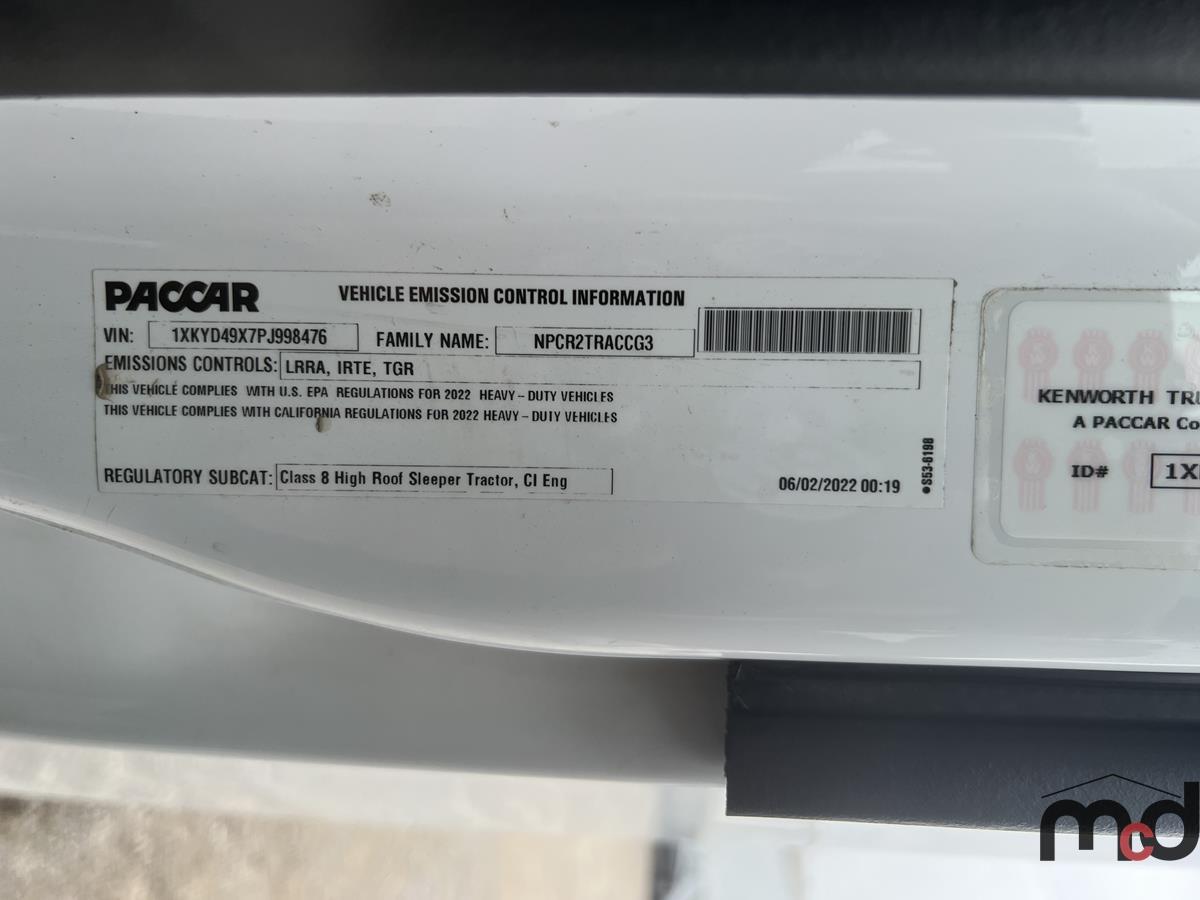 PACCAR VEHICLE EMISSION CONTROL INFORMATION
VIN: 1XKYD49X7PJ998476 FAMILY NAME: NPCR2TRACCG3
EMISSIONS CONTROLS: LRRA, IRTE, TGR
THIS VEHICLE COMPLIES WITH U.S. EPA REGULATIONS FOR 2022 HEAVY-DUTY VEHICLES
THIS VEHICLE COMPLIES WITH CALIFORNIA REGULATIONS FOR 2022 HEAVY-DUTY VEHICLES
REGULATORY SUBCAT: Class 8 High Roof Sleeper Tractor, CI Eng
06/02/2022 00:19
●S53-6198
KENWORTH TRU
A PACCAR Co
ID# 1X
mcd